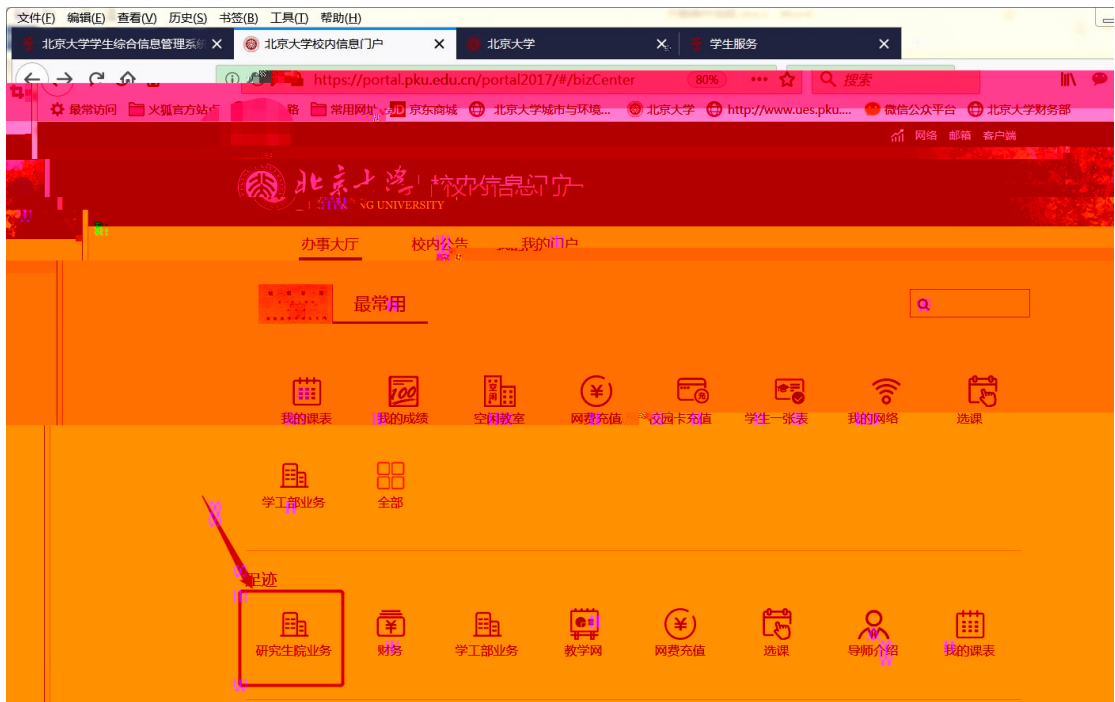 文件(F) 编辑(E) 查看(V) 历史(S) 书签(B) 工具(T) 帮助(H)
北京大学学生综合信息管理系统 北京大学校内信息门户 北京大学 学生服务
https://portal.pku.edu.cn/portal2017/#/bizCenter 80% 搜索
最常访问 火狐官方站点 路 常用网址 JD 京东商城 北京大学城市与环境... 北京大学 http://www.ues.pku.... 微信公众平台 北京大学财务部
网络 邮箱 客户端
北京大学 校内信息门户
NG UNIVERSITY
办事大厅 校内公告 我的门户
最常用
我的课表 我的成绩 空闲教室 网费充值 校园卡充值 学生一张表 我的网络 选课
学工部业务 全部
足迹
研究生院业务 财务 学工部业务 教学网 网费充值 选课 导师介绍 我的课表